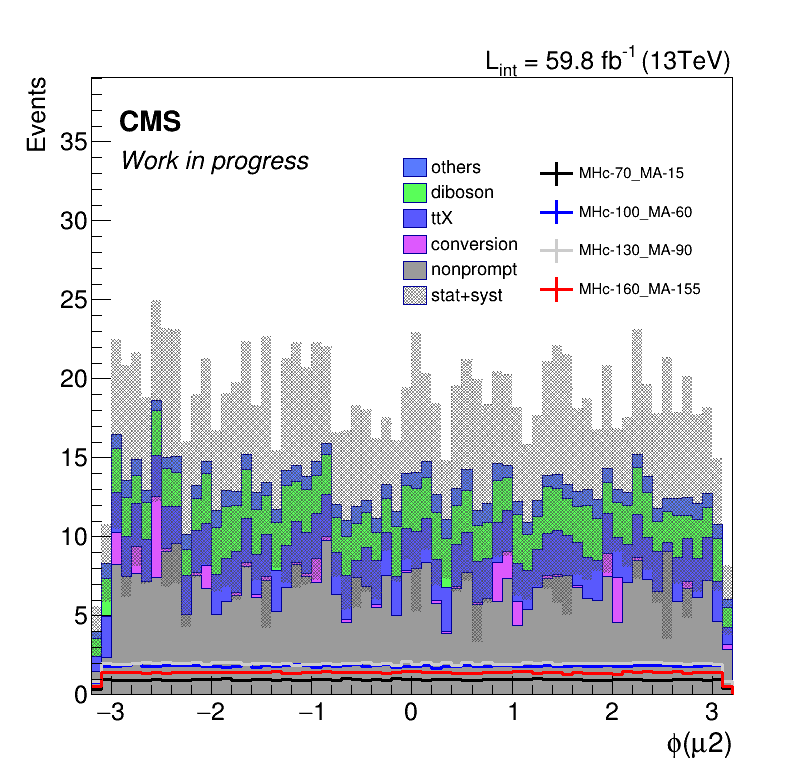 L_int = 59.8 fb^-1 (13TeV)
Events
CMS
Work in progress
others
diboson
ttX
conversion
nonprompt
stat+syst
MHc-70_MA-15
MHc-100_MA-60
MHc-130_MA-90
MHc-160_MA-155
35
30
25
20
15
10
5
0
−3 −2 −1 0 1 2 3
ϕ(μ2)